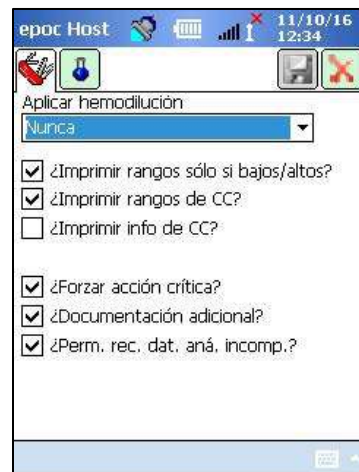 epoc Host
11/10/16
12:34
Aplicar hemodilución
Nunca
¿Imprimir rangos sólo si bajos/altos?
¿Imprimir rangos de CC?
¿Imprimir info de CC?
¿Forzar acción crítica?
¿Documentación adicional?
¿Perm. rec. dat. aná. incomp.?